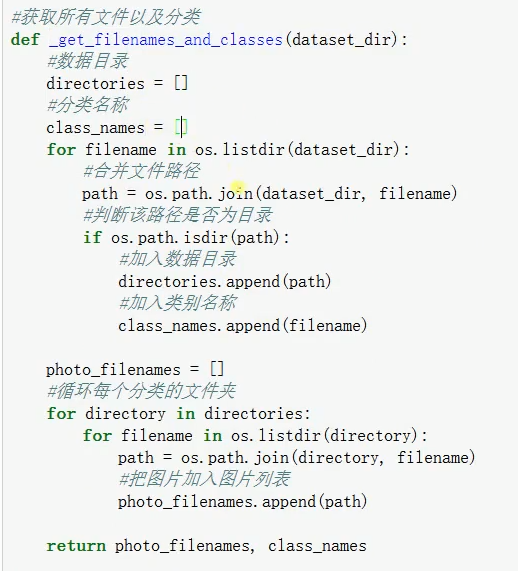 #获取所有文件以及分类
def _get_filenames_and_classes(dataset_dir):
    #数据目录
    directories = []
    #分类名称
    class_names = []
    for filename in os.listdir(dataset_dir):
        #合并文件路径
        path = os.path.join(dataset_dir, filename)
        #判断该路径是否为目录
        if os.path.isdir(path):
            #加入数据目录
            directories.append(path)
            #加入类别名称
            class_names.append(filename)

    photo_filenames = []
    #循环每个分类的文件夹
    for directory in directories:
        for filename in os.listdir(directory):
            path = os.path.join(directory, filename)
            #把图片加入图片列表
            photo_filenames.append(path)

    return photo_filenames, class_names